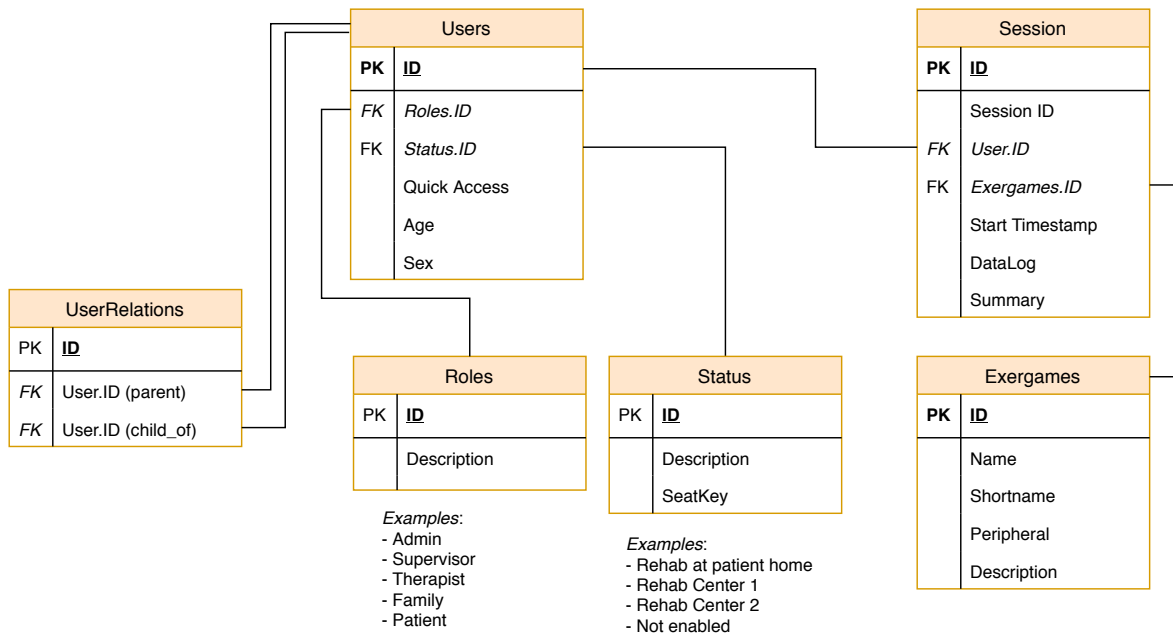 Users
PK ID
FK Roles.ID
FK Status.ID
Quick Access
Age
Sex
Session
PK ID
Session ID
FK User.ID
FK Exergames.ID
Start Timestamp
DataLog
Summary
UserRelations
PK ID
FK User.ID (parent)
FK User.ID (child_of)
Roles
PK ID
Description
Examples:
- Admin
- Supervisor
- Therapist
- Family
- Patient
Status
PK ID
Description
SeatKey
Examples:
- Rehab at patient home
- Rehab Center 1
- Rehab Center 2
- Not enabled
Exergames
PK ID
Name
Shortname
Peripheral
Description